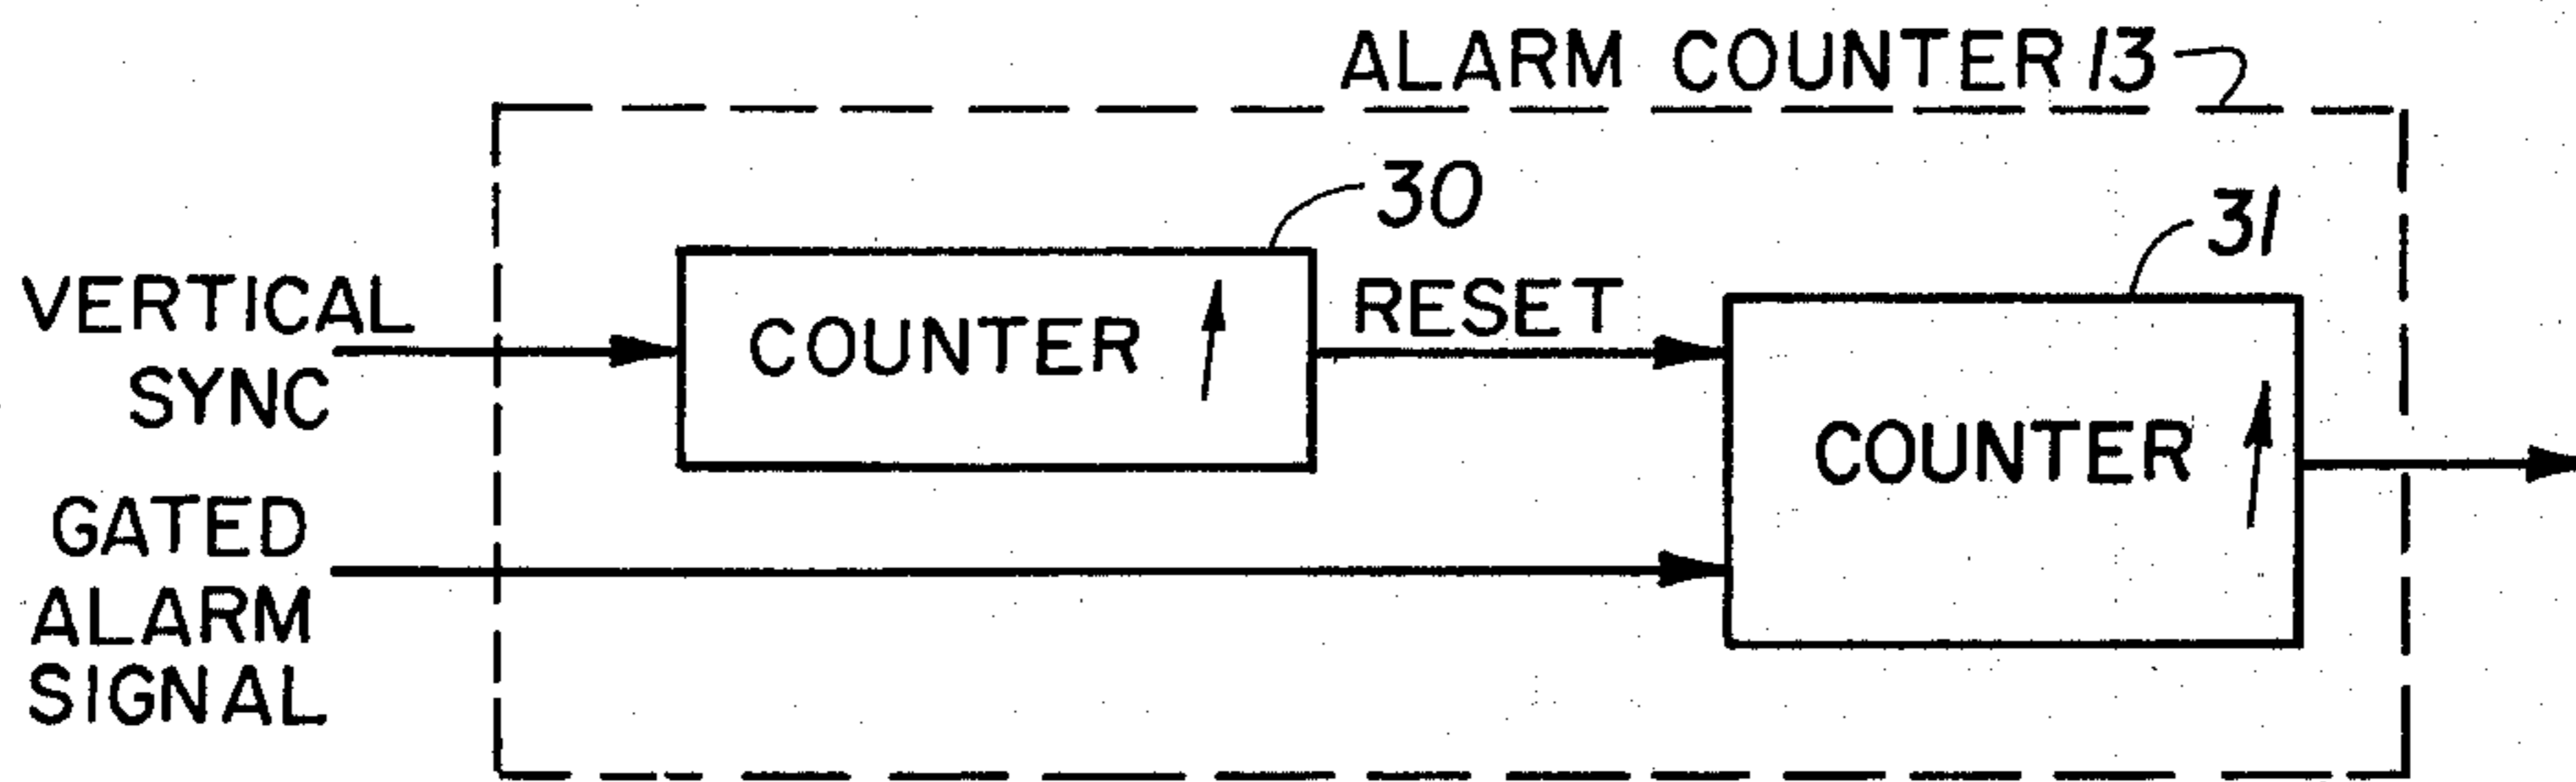 ALARM COUNTER 13
30
31
VERTICAL
SYNC
COUNTER
RESET
COUNTER
GATED
ALARM
SIGNAL